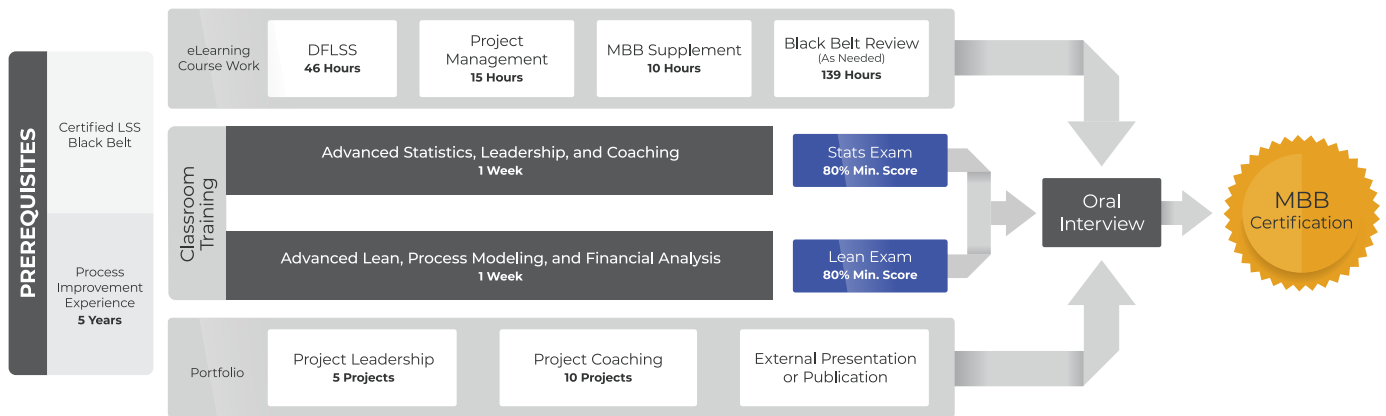 PREREQUISITES
Certified LSS
Black Belt
Process
Improvement
Experience
5 Years
eLearning
Course Work
DFLSS
46 Hours
Project
Management
15 Hours
MBB Supplement
10 Hours
Black Belt Review
(As Needed)
139 Hours
Classroom
Training
Advanced Statistics, Leadership, and Coaching
1 Week
Stats Exam
80% Min. Score
Advanced Lean, Process Modeling, and Financial Analysis
1 Week
Lean Exam
80% Min. Score
Portfolio
Project Leadership
5 Projects
Project Coaching
10 Projects
External Presentation
or Publication
Oral
Interview
MBB
Certification